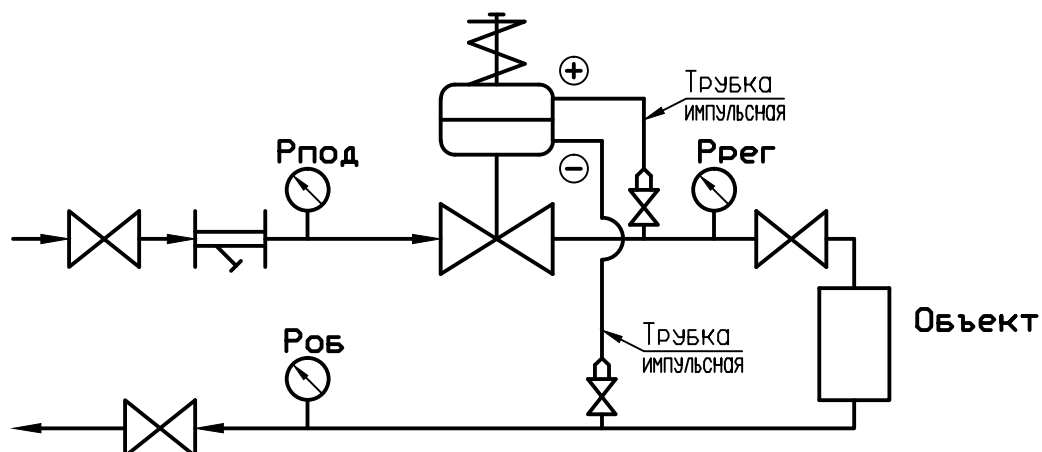 +
Трубка
импульсная
Рпод
Ррег
−
Объект
Трубка
импульсная
Роб